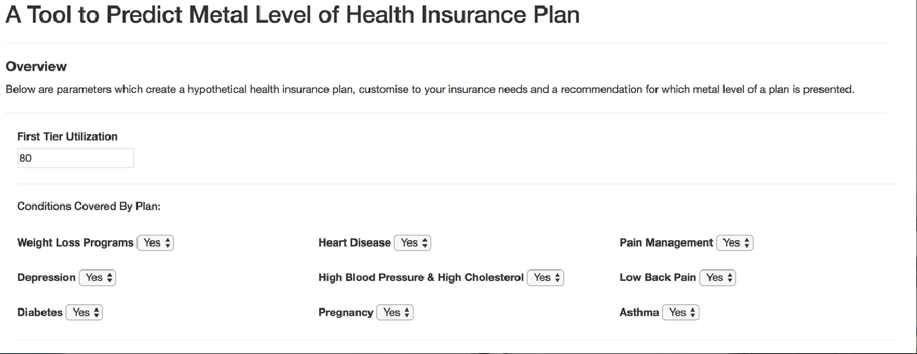 A Tool to Predict Metal Level of Health Insurance Plan
Overview
Below are parameters which create a hypothetical health insurance plan, customise to your insurance needs and a recommendation for which metal level of a plan is presented.
First Tier Utilization
80
Conditions Covered By Plan:
Weight Loss Programs Yes Heart Disease Yes Pain Management Yes
Depression Yes High Blood Pressure & High Cholesterol Yes Low Back Pain Yes
Diabetes Yes Pregnancy Yes Asthma Yes